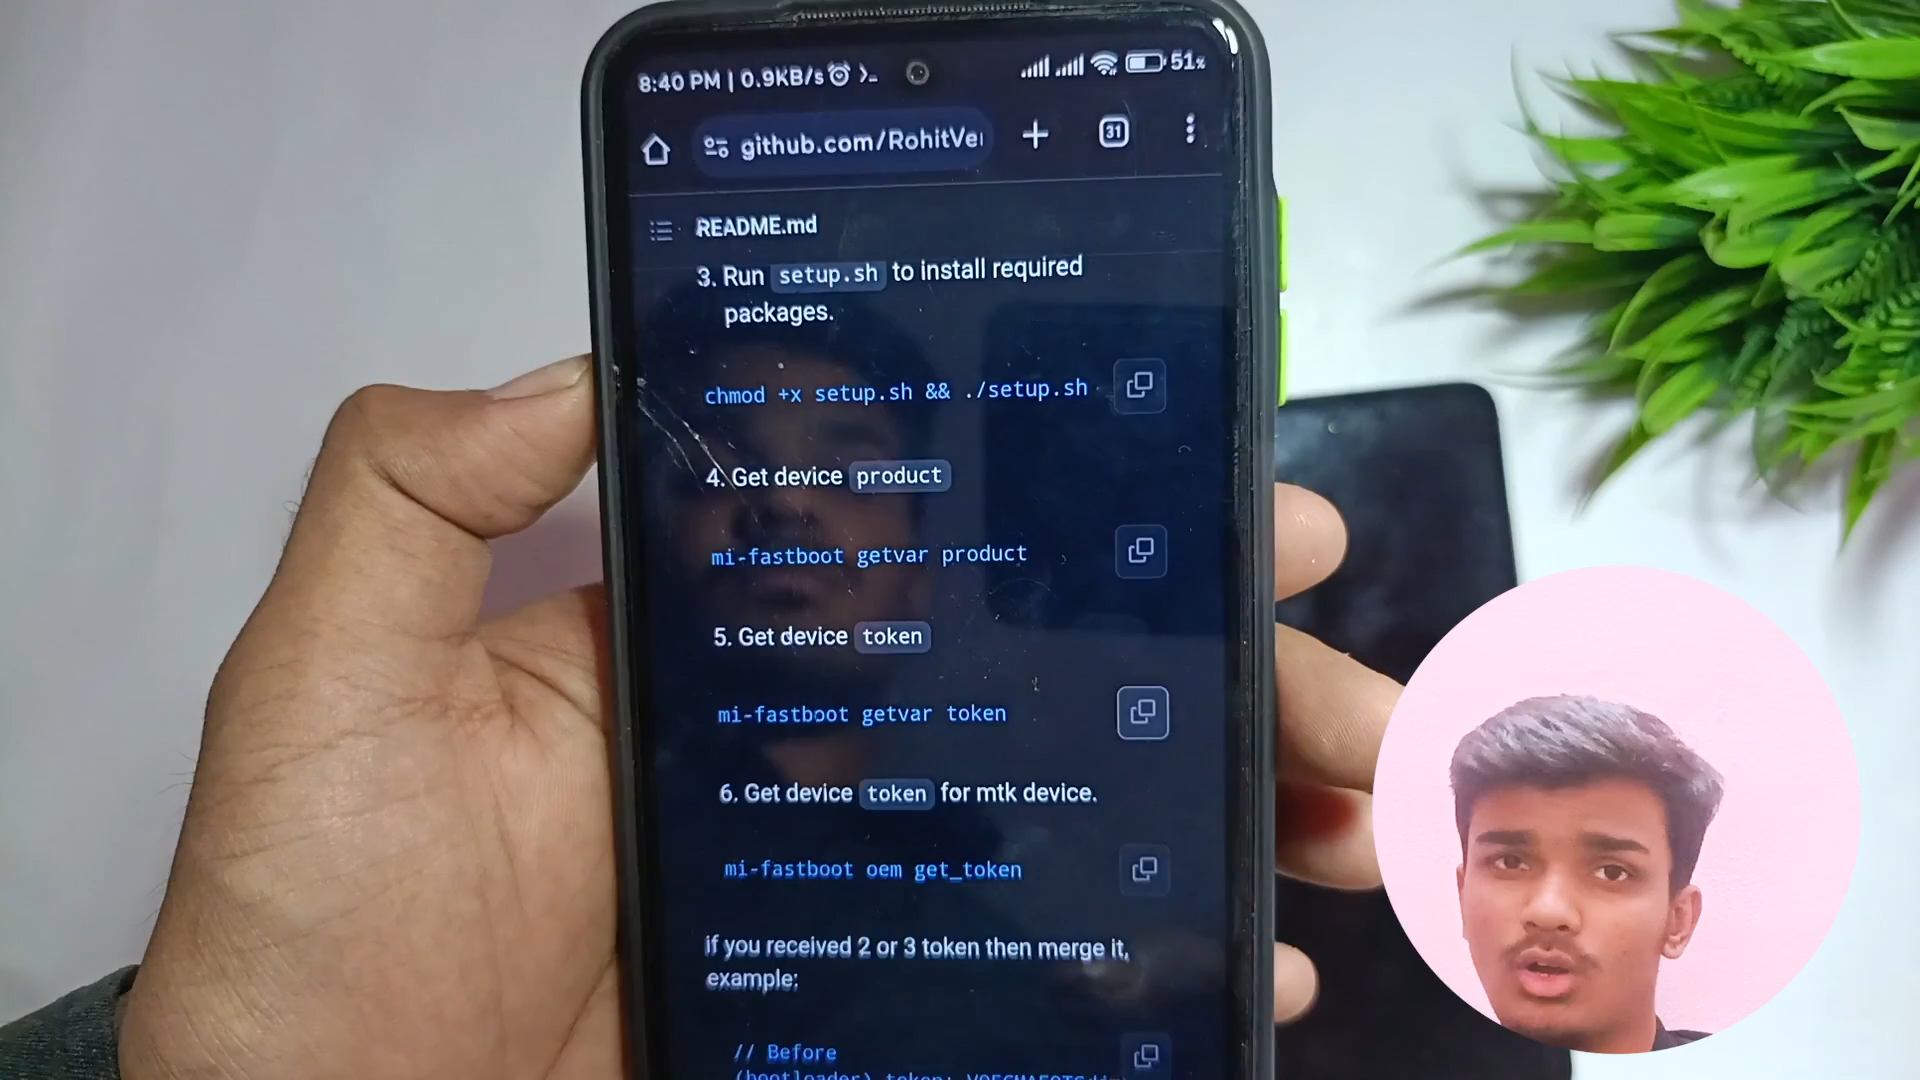 8:40 PM | 0.9KB/s 51%
github.com/RohitVe 31
README.md
3. Run setup.sh to install required
packages.
chmod +x setup.sh && ./setup.sh
4. Get device product
mi-fastboot getvar product
5. Get device token
mi-fastboot getvar token
6. Get device token for mtk device.
mi-fastboot oem get_token
if you received 2 or 3 token then merge it,
example:
// Before
(bootloader) token: